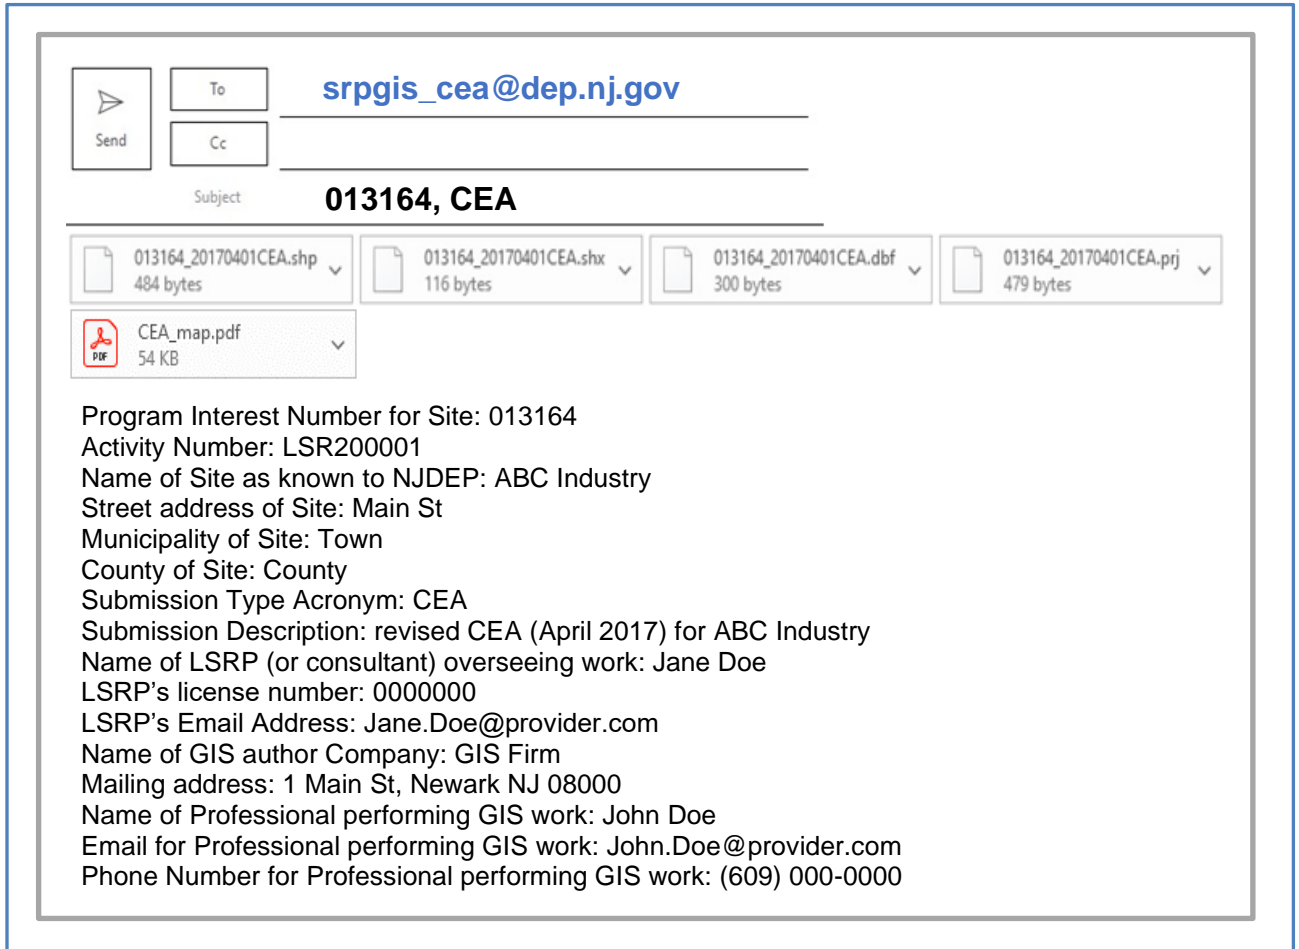 To
srpgis_cea@dep.nj.gov
Send
Cc
Subject
013164, CEA
013164_20170401CEA.shp
484 bytes
013164_20170401CEA.shx
116 bytes
013164_20170401CEA.dbf
300 bytes
013164_20170401CEA.prj
479 bytes
PDF
CEA_map.pdf
54 KB
Program Interest Number for Site: 013164
Activity Number: LSR200001
Name of Site as known to NJDEP: ABC Industry
Street address of Site: Main St
Municipality of Site: Town
County of Site: County
Submission Type Acronym: CEA
Submission Description: revised CEA (April 2017) for ABC Industry
Name of LSRP (or consultant) overseeing work: Jane Doe
LSRP's license number: 0000000
LSRP's Email Address: Jane.Doe@provider.com
Name of GIS author Company: GIS Firm
Mailing address: 1 Main St, Newark NJ 08000
Name of Professional performing GIS work: John Doe
Email for Professional performing GIS work: John.Doe@provider.com
Phone Number for Professional performing GIS work: (609) 000-0000